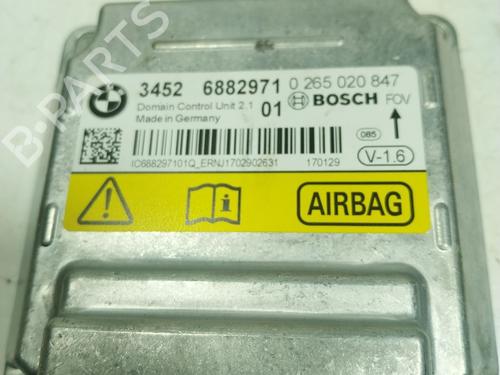 B-PARTS
BMW
3452 6882971 0 265 020 847
Domain Control Unit 2.1 01 BOSCH FOV
Made in Germany
085
IC688297101Q_ERNJ1702902631 170129
V-1.6
AIRBAG